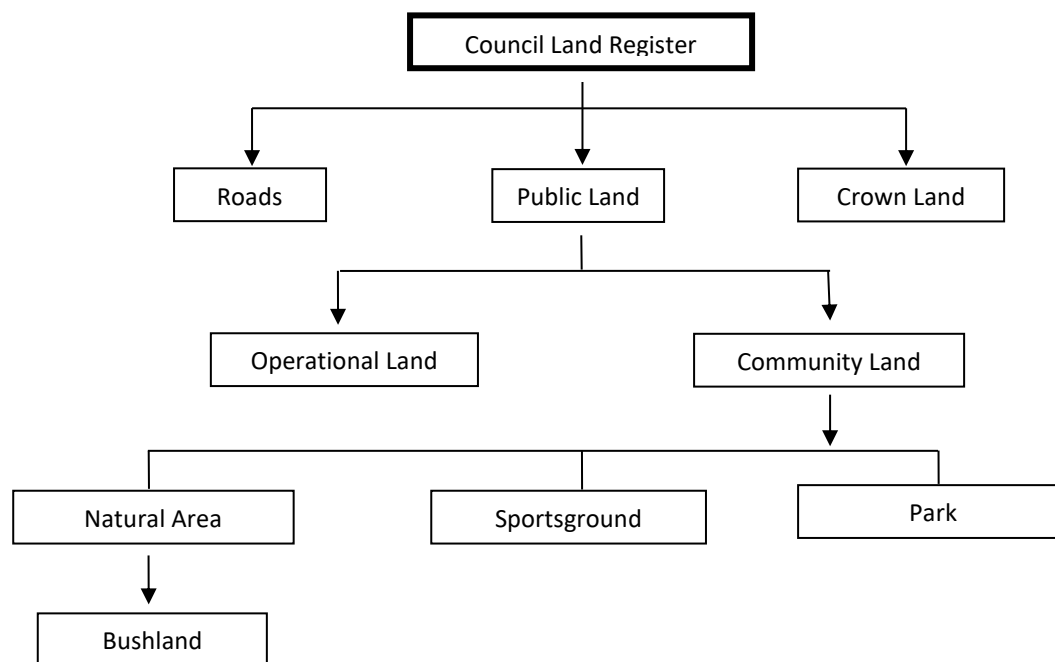 Council Land Register
Roads
Public Land
Crown Land
Operational Land
Community Land
Natural Area
Sportsground
Park
Bushland